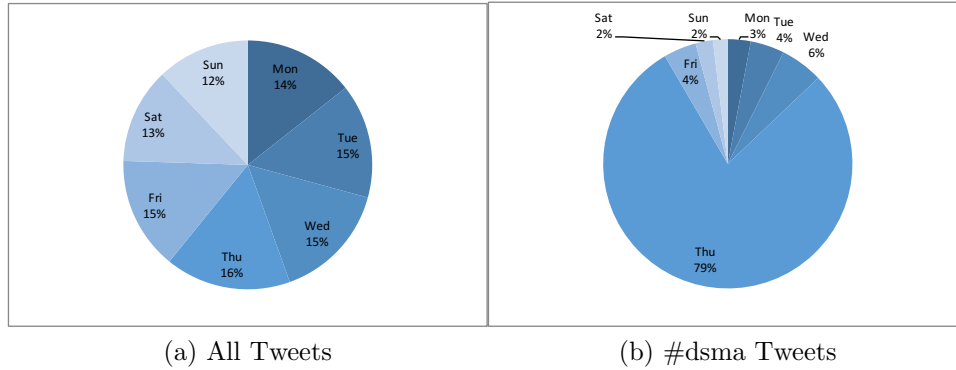 Mon
14%
Tue
15%
Wed
15%
Thu
16%
Fri
15%
Sat
13%
Sun
12%
(a) All Tweets
Mon
3%
Tue
4%
Wed
6%
Thu
79%
Fri
4%
Sat
2%
Sun
2%
(b) #dsma Tweets